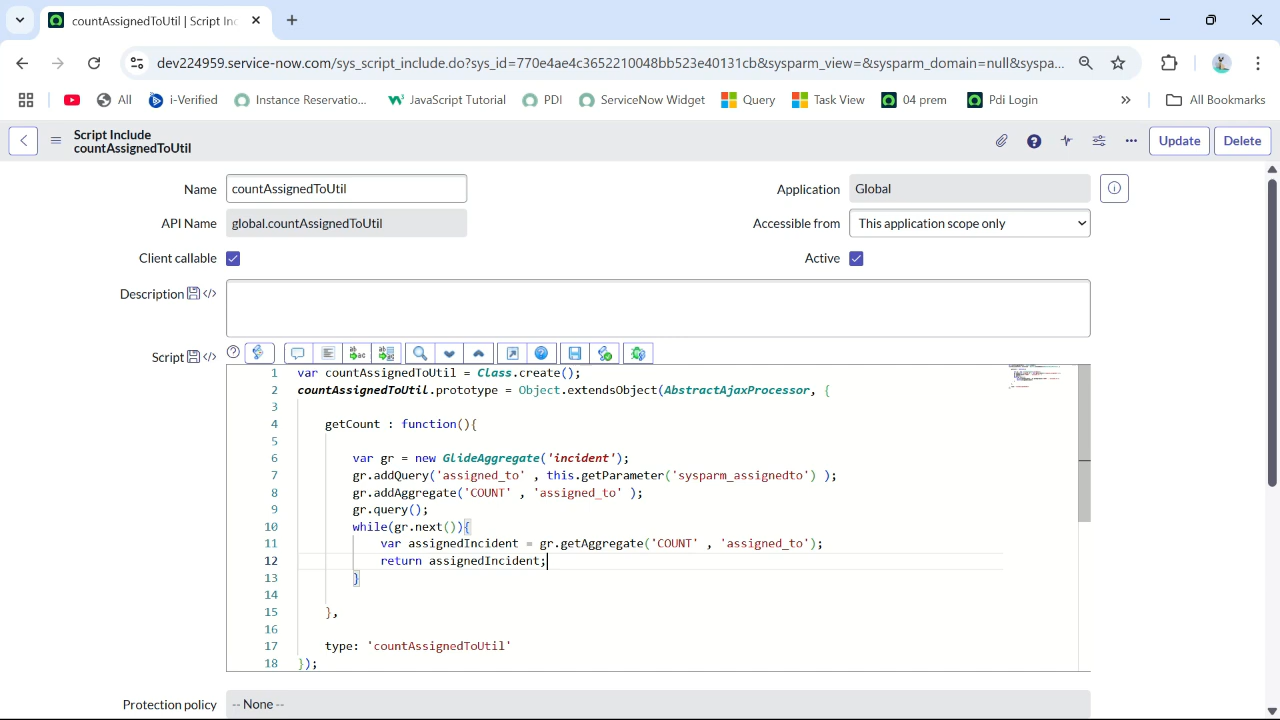 countAssignedToUtil | Script Inc
dev224959.service-now.com/sys_script_include.do?sys_id=770e4ae4c3652210048bb523e40131cb&sysparm_view=&sysparm_domain=null&syspa...
All
i-Verified
Instance Reservatio...
JavaScript Tutorial
PDI
ServiceNow Widget
Query
Task View
04 prem
Pdi Login
»
All Bookmarks
Script Include
countAssignedToUtil
Update
Delete
Name countAssignedToUtil
Application Global
API Name global.countAssignedToUtil
Accessible from This application scope only
Client callable
Active
Description
Script
1 var countAssignedToUtil = Class.create();
2 countAssignedToUtil.prototype = Object.extendsObject(AbstractAjaxProcessor, {
3
4 getCount : function(){
5
6 var gr = new GlideAggregate('incident');
7 gr.addQuery('assigned_to' , this.getParameter('sysparm_assignedto') );
8 gr.addAggregate('COUNT' , 'assigned_to' );
9 gr.query();
10 while(gr.next()){
11 var assignedIncident = gr.getAggregate('COUNT' , 'assigned_to');
12 return assignedIncident;
13 }
14
15 },
16
17 type: 'countAssignedToUtil'
18 });
Protection policy -- None --